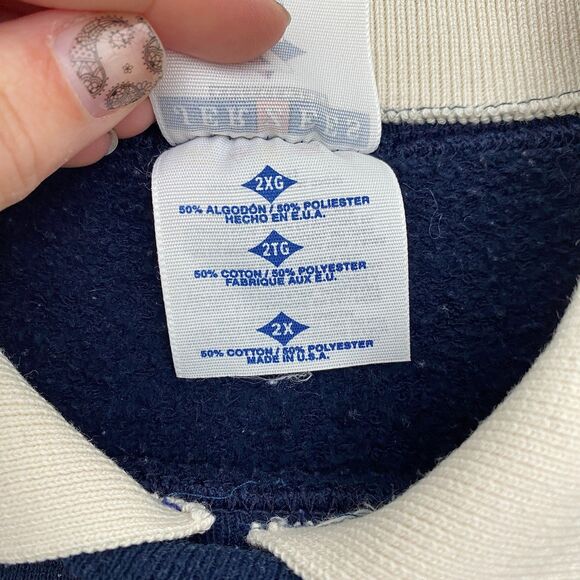 2XG
50% ALGODÓN / 50% POLIESTER
HECHO EN E.U.A.
2TG
50% COTON / 50% POLYESTER
FABRIQUE AUX E.U.
2X
50% COTTON / 50% POLYESTER
MADE IN U.S.A.